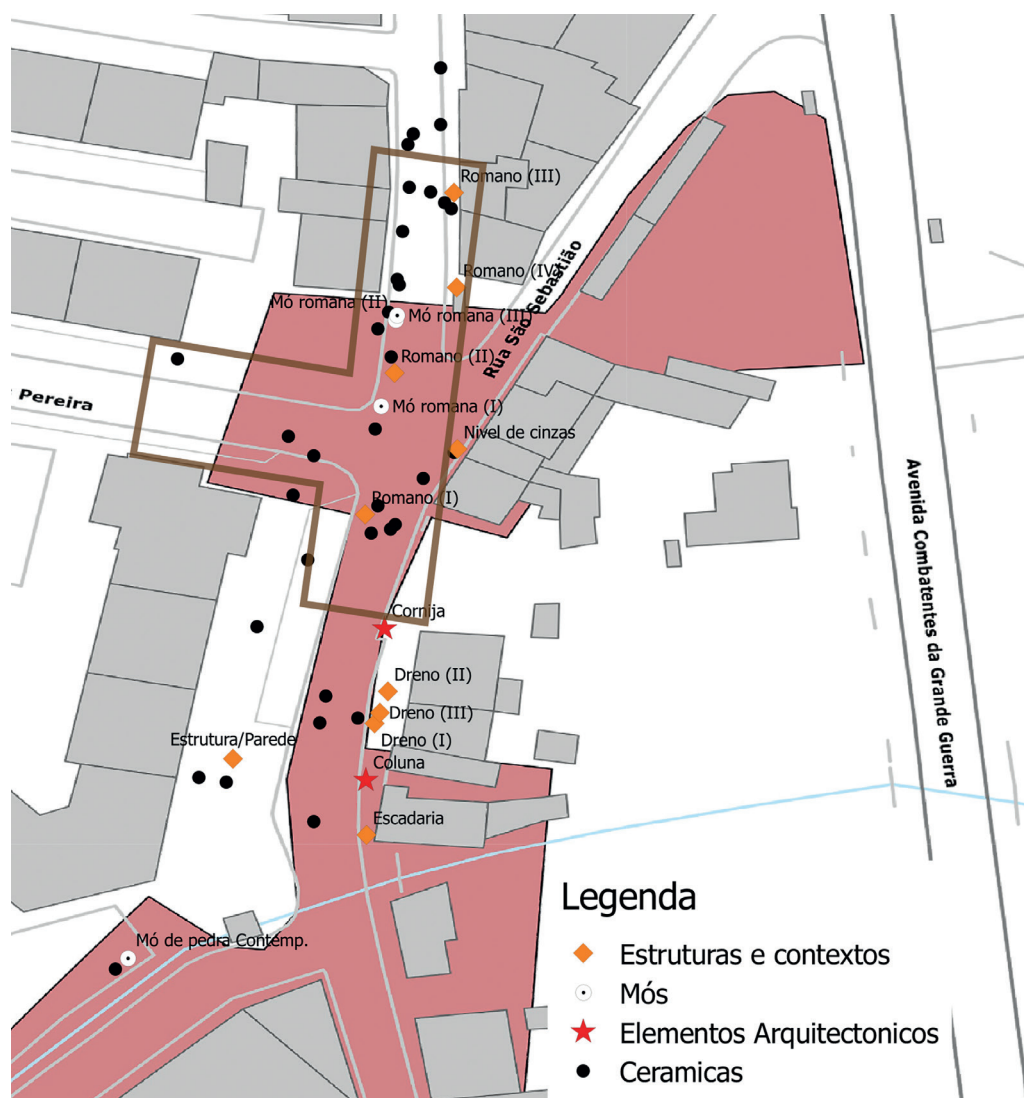 Romano (III)
Romano (IV)
Rua São Sebastião
Mó romana (II)
Mó romana (III)
Romano (II)
Mó romana (I)
Pereira
Nivel de cinzas
Romano (I)
Avenida Combatentes da Grande Guerra
Cornija
Dreno (II)
Dreno (III)
Dreno (I)
Estrutura/Parede
Coluna
Escadaria
Mó de pedra Contémp.
Legenda
Estruturas e contextos
Mós
Elementos Arquitectonicos
Ceramicas